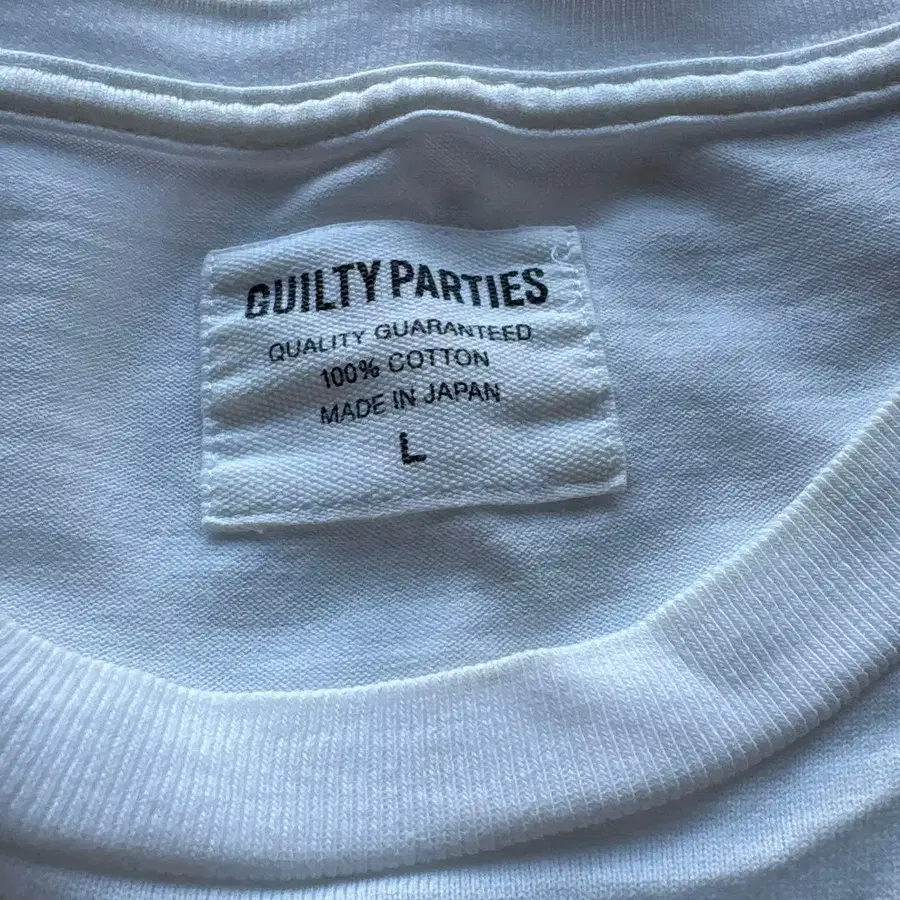 GUILTY PARTIES
QUALITY GUARANTEED
100% COTTON
MADE IN JAPAN
L